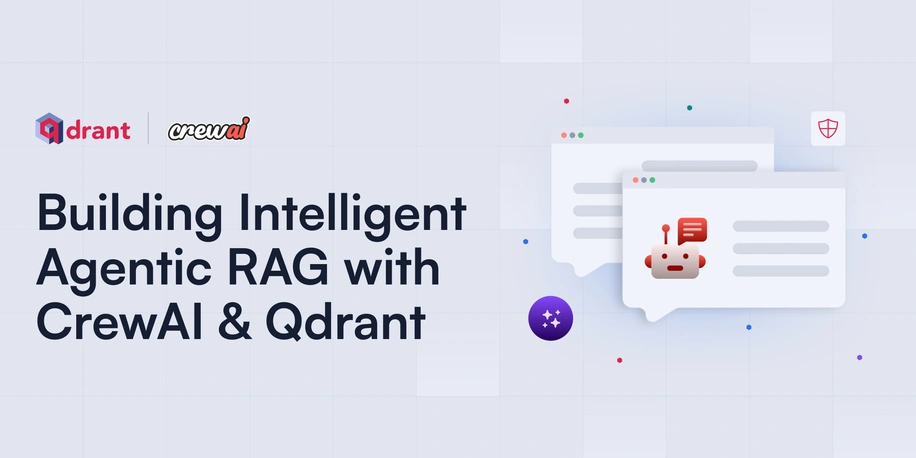 qdrant
crewai
Building Intelligent
Agentic RAG with
CrewAI & Qdrant